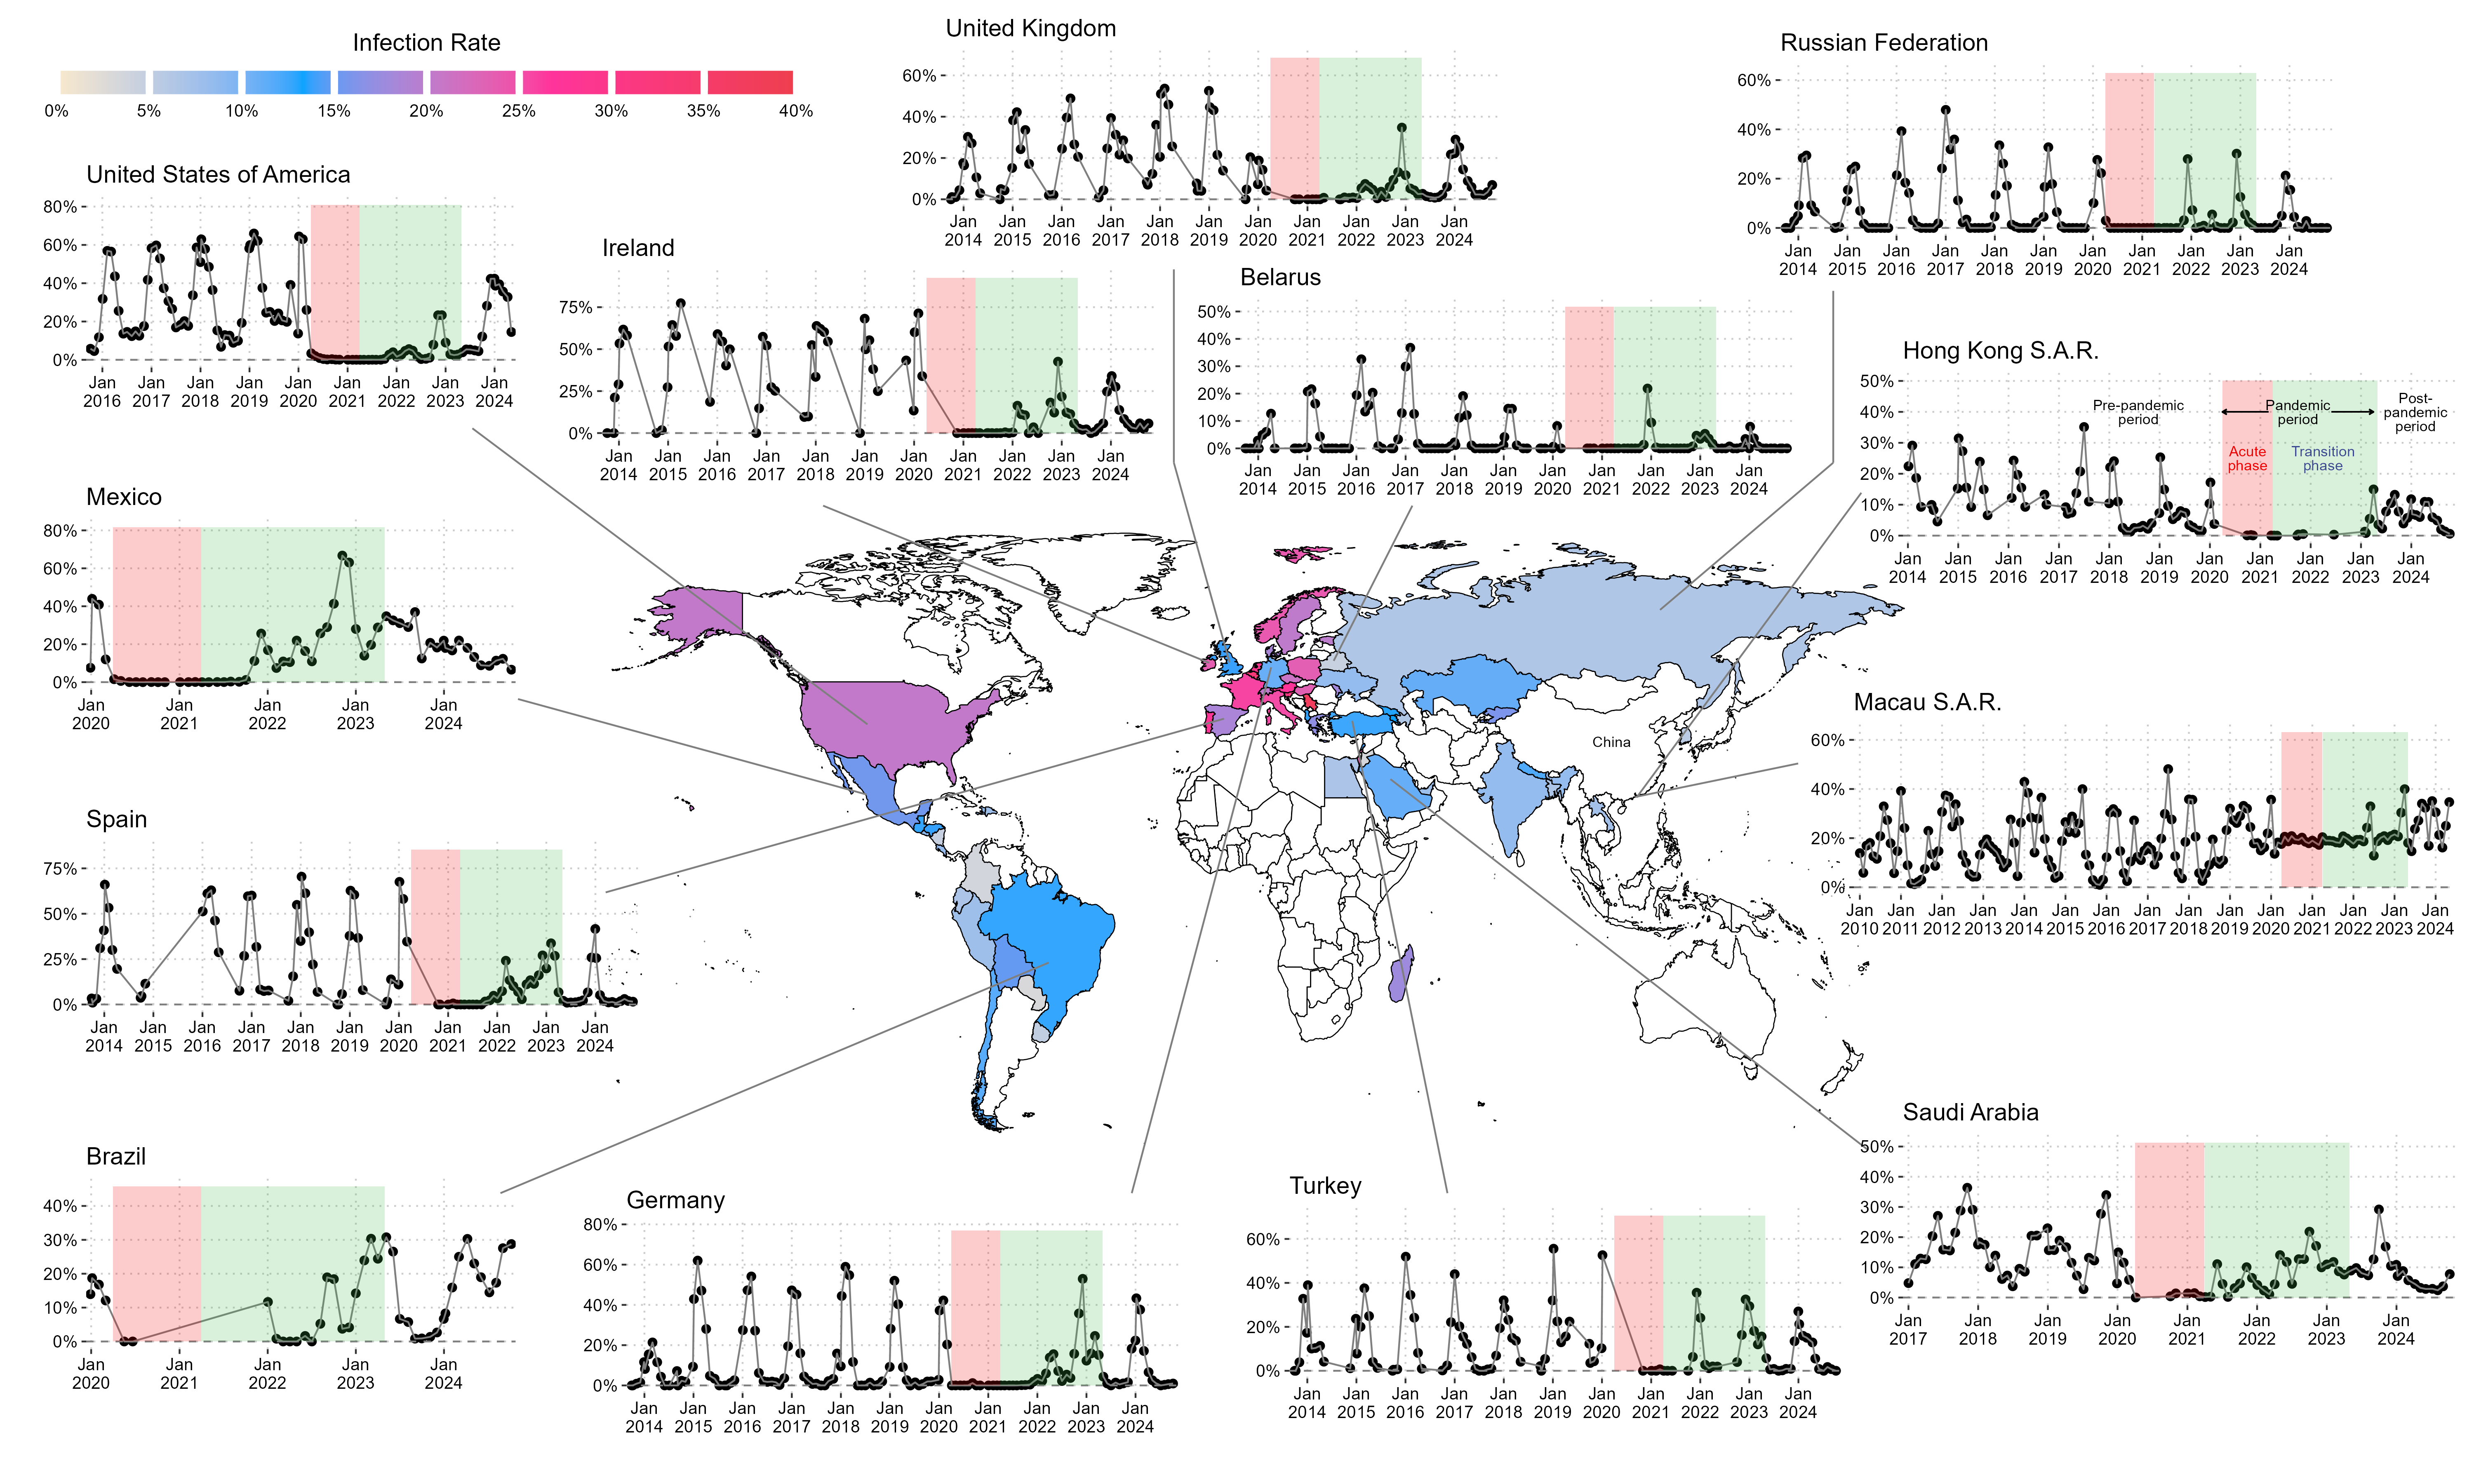 Infection Rate
0% 5% 10% 15% 20% 25% 30% 35% 40%
United States of America
80%
60%
40%
20%
0%
Jan Jan Jan Jan Jan Jan Jan Jan Jan
2016 2017 2018 2019 2020 2021 2022 2023 2024
United Kingdom
60%
40%
20%
0%
Jan Jan Jan Jan Jan Jan Jan Jan Jan Jan Jan
2014 2015 2016 2017 2018 2019 2020 2021 2022 2023 2024
Russian Federation
60%
40%
20%
0%
Jan Jan Jan Jan Jan Jan Jan Jan Jan Jan Jan
2014 2015 2016 2017 2018 2019 2020 2021 2022 2023 2024
Ireland
75%
50%
25%
0%
Jan Jan Jan Jan Jan Jan Jan Jan Jan Jan Jan
2014 2015 2016 2017 2018 2019 2020 2021 2022 2023 2024
Belarus
50%
40%
30%
20%
10%
0%
Jan Jan Jan Jan Jan Jan Jan Jan Jan Jan Jan
2014 2015 2016 2017 2018 2019 2020 2021 2022 2023 2024
Hong Kong S.A.R.
50%
40%
30%
20%
10%
0%
Pre-pandemic
period
Pandemic
period
Post-
pandemic
period
Acute
phase
Transition
phase
Jan Jan Jan Jan Jan Jan Jan Jan Jan Jan Jan
2014 2015 2016 2017 2018 2019 2020 2021 2022 2023 2024
Mexico
80%
60%
40%
20%
0%
Jan Jan Jan Jan Jan
2020 2021 2022 2023 2024
China
Macau S.A.R.
60%
40%
20%
0%
Jan Jan Jan Jan Jan Jan Jan Jan Jan Jan Jan Jan Jan Jan Jan
2010 2011 2012 2013 2014 2015 2016 2017 2018 2019 2020 2021 2022 2023 2024
Spain
75%
50%
25%
0%
Jan Jan Jan Jan Jan Jan Jan Jan Jan Jan Jan
2014 2015 2016 2017 2018 2019 2020 2021 2022 2023 2024
Saudi Arabia
50%
40%
30%
20%
10%
0%
Jan Jan Jan Jan Jan Jan Jan Jan
2017 2018 2019 2020 2021 2022 2023 2024
Brazil
40%
30%
20%
10%
0%
Jan Jan Jan Jan Jan
2020 2021 2022 2023 2024
Germany
80%
60%
40%
20%
0%
Jan Jan Jan Jan Jan Jan Jan Jan Jan Jan Jan
2014 2015 2016 2017 2018 2019 2020 2021 2022 2023 2024
Turkey
60%
40%
20%
0%
Jan Jan Jan Jan Jan Jan Jan Jan Jan Jan Jan
2014 2015 2016 2017 2018 2019 2020 2021 2022 2023 2024